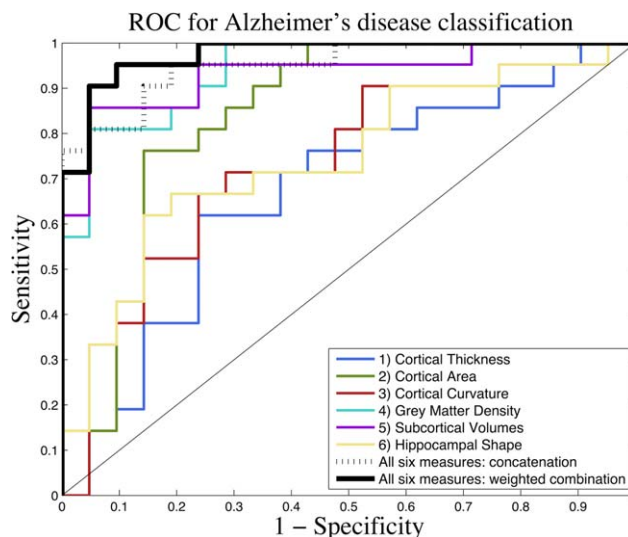 ROC for Alzheimer's disease classification
Sensitivity
1
0.9
0.8
0.7
0.6
0.5
0.4
0.3
0.2
0.1
0
0
0.1
0.2
0.3
0.4
0.5
0.6
0.7
0.8
0.9
1 – Specificity
1) Cortical Thickness
2) Cortical Area
3) Cortical Curvature
4) Grey Matter Density
5) Subcortical Volumes
6) Hippocampal Shape
All six measures: concatenation
All six measures: weighted combination